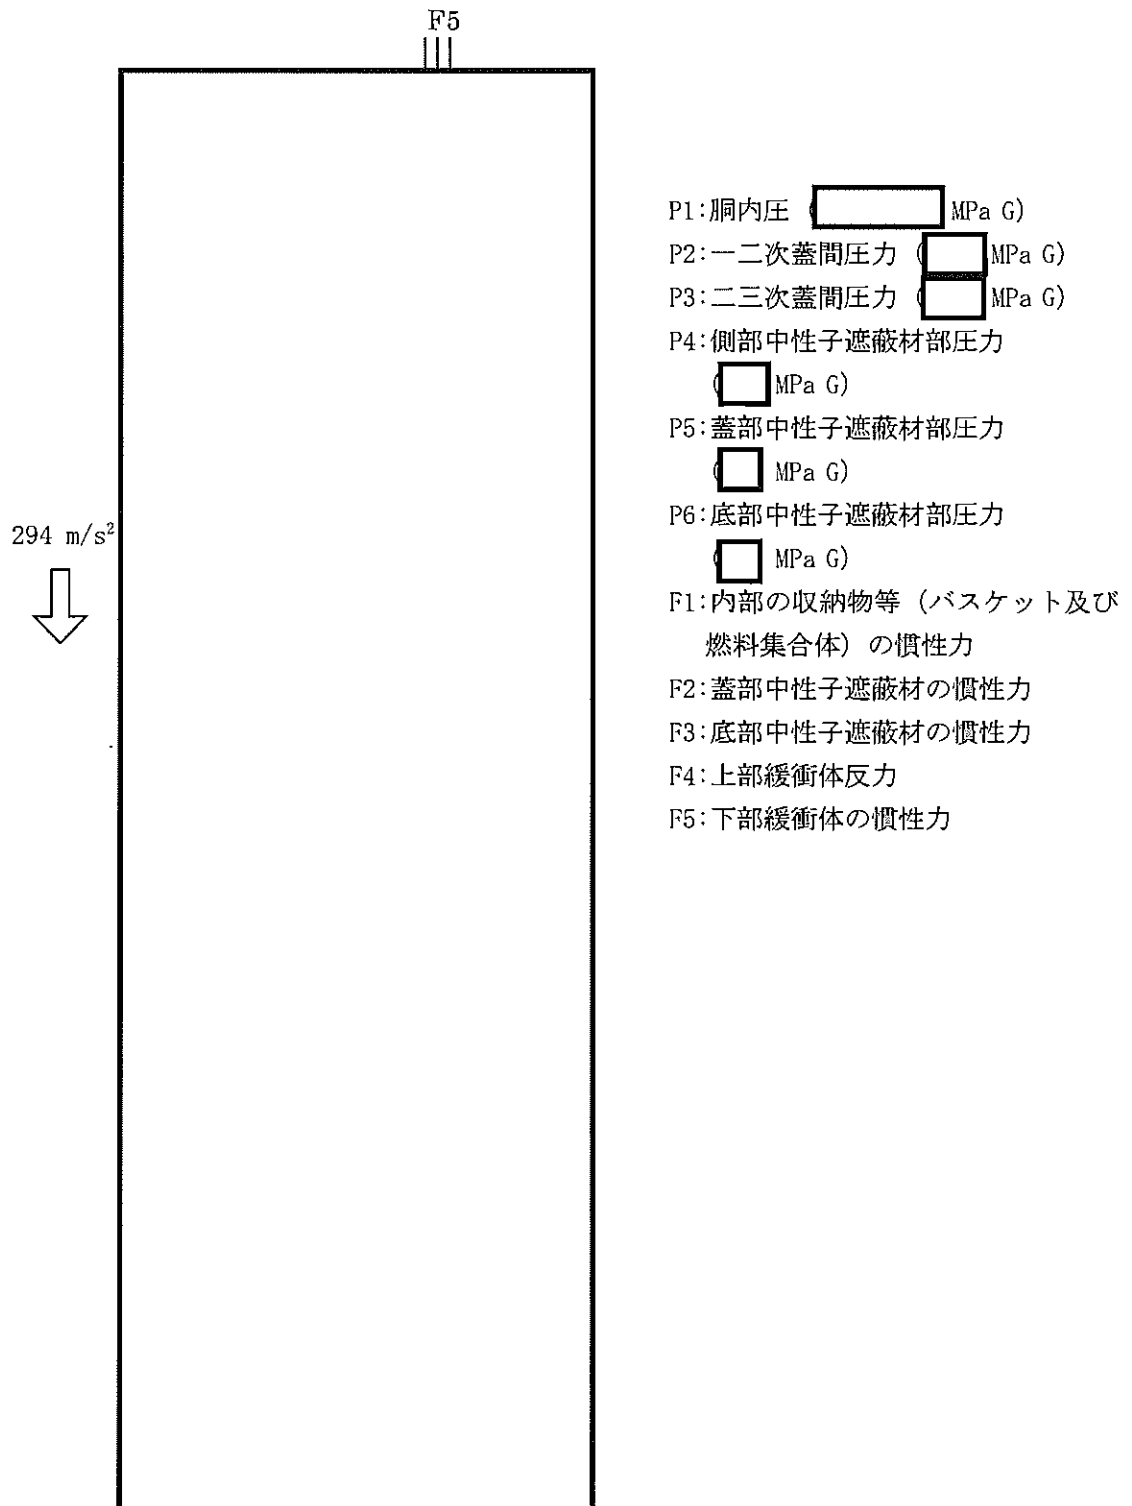 F5
P1:胴内圧 ( MPa G)
P2:一二次蓋間圧力 ( MPa G)
P3:二三次蓋間圧力 ( MPa G)
P4:側部中性子遮蔽材部圧力
( MPa G)
P5:蓋部中性子遮蔽材部圧力
( MPa G)
P6:底部中性子遮蔽材部圧力
( MPa G)
294 m/s²
F1:内部の収納物等 (バスケット及び
燃料集合体) の慣性力
F2:蓋部中性子遮蔽材の慣性力
F3:底部中性子遮蔽材の慣性力
F4:上部緩衝体反力
F5:下部緩衝体の慣性力